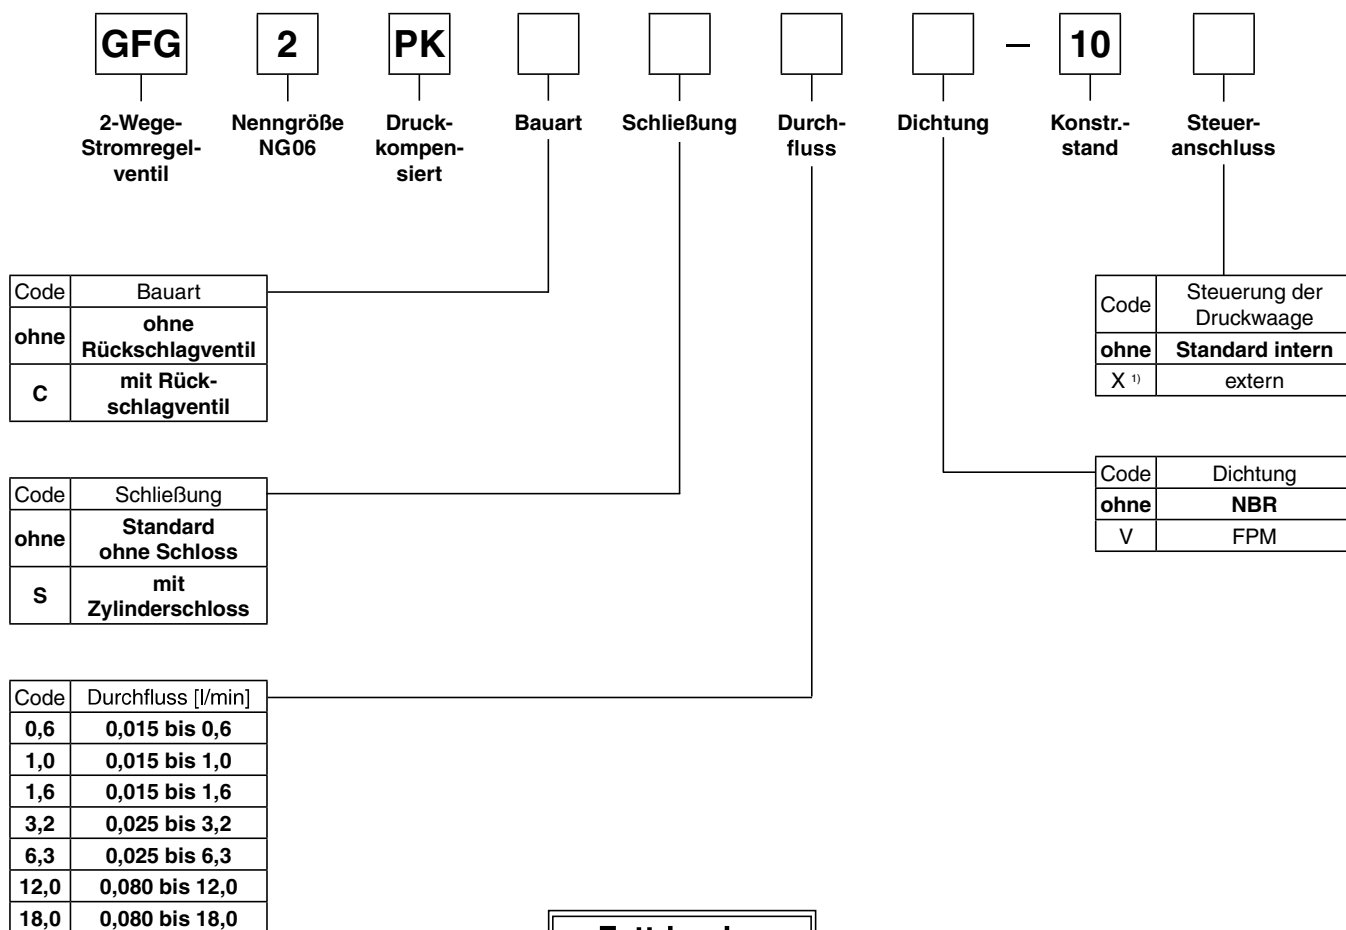 GFG 2 PK – 10
2-Wege- Nenngröße Druck- Bauart Schließung Durch- Dichtung Konstr.- Steuer-
Stromregel- NG06 kompen- fluss stand anschluss
ventil siert
Code Bauart
ohne ohne
Rückschlagventil
C mit Rück-
schlagventil
Code Steuerung der
Druckwaage
ohne Standard intern
X 1) extern
Code Schließung
ohne Standard
ohne Schloss
S mit
Zylinderschloss
Code Dichtung
ohne NBR
V FPM
Code Durchfluss [l/min]
0,6 0,015 bis 0,6
1,0 0,015 bis 1,0
1,6 0,015 bis 1,6
3,2 0,025 bis 3,2
6,3 0,025 bis 6,3
12,0 0,080 bis 12,0
18,0 0,080 bis 18,0